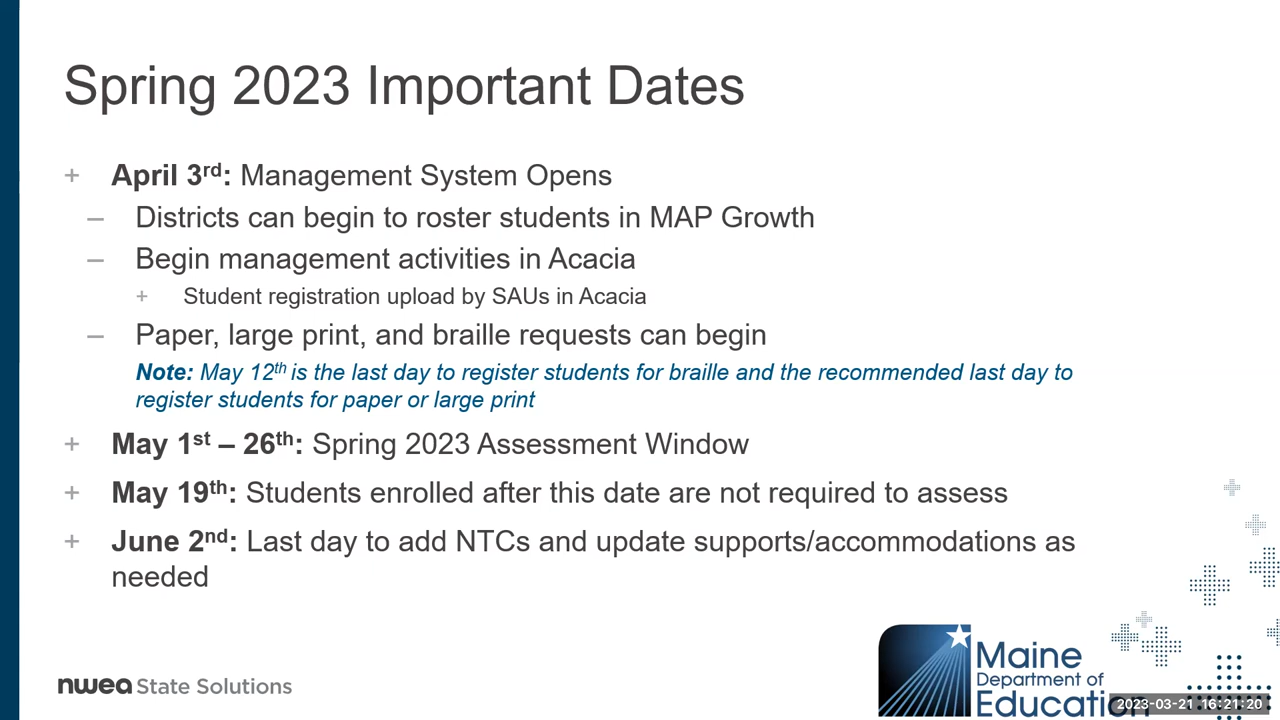 Spring 2023 Important Dates
+ April 3rd: Management System Opens
– Districts can begin to roster students in MAP Growth
– Begin management activities in Acacia
+ Student registration upload by SAUs in Acacia
– Paper, large print, and braille requests can begin
Note: May 12th is the last day to register students for braille and the recommended last day to
register students for paper or large print
+ May 1st – 26th: Spring 2023 Assessment Window
+ May 19th: Students enrolled after this date are not required to assess
+ June 2nd: Last day to add NTCs and update supports/accommodations as
needed
nwea State Solutions
Maine
Department of
Education
2023-03-21 16:21:20